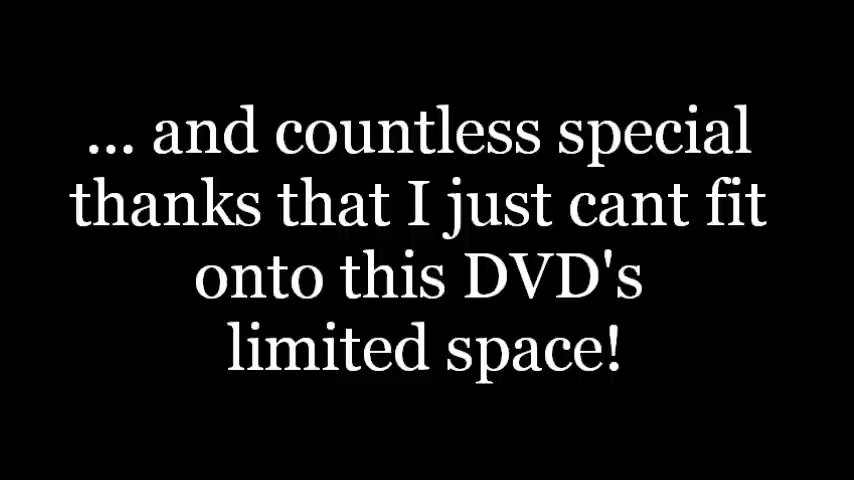 ... and countless special
thanks that I just cant fit
onto this DVD's
limited space!